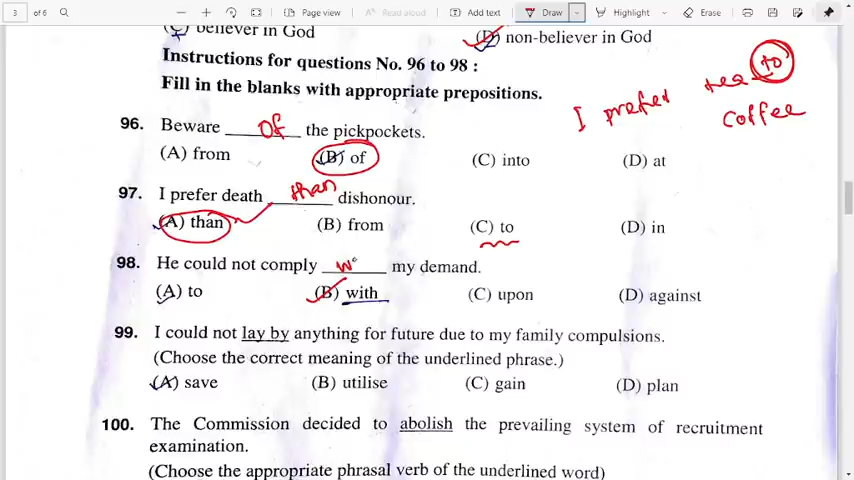 3 of 6
Page view
A) Read aloud
Add text
Draw
Highlight
Erase
(C) believer in God
(D) non-believer in God
Instructions for questions No. 96 to 98 :
Fill in the blanks with appropriate prepositions.
I prefer tea to
coffee
96. Beware of the pickpockets.
(A) from (B) of (C) into (D) at
97. I prefer death than dishonour.
(A) than (B) from (C) to (D) in
98. He could not comply w my demand.
(A) to (B) with (C) upon (D) against
99. I could not lay by anything for future due to my family compulsions.
(Choose the correct meaning of the underlined phrase.)
(A) save (B) utilise (C) gain (D) plan
100. The Commission decided to abolish the prevailing system of recruitment
examination.
(Choose the appropriate phrasal verb of the underlined word)